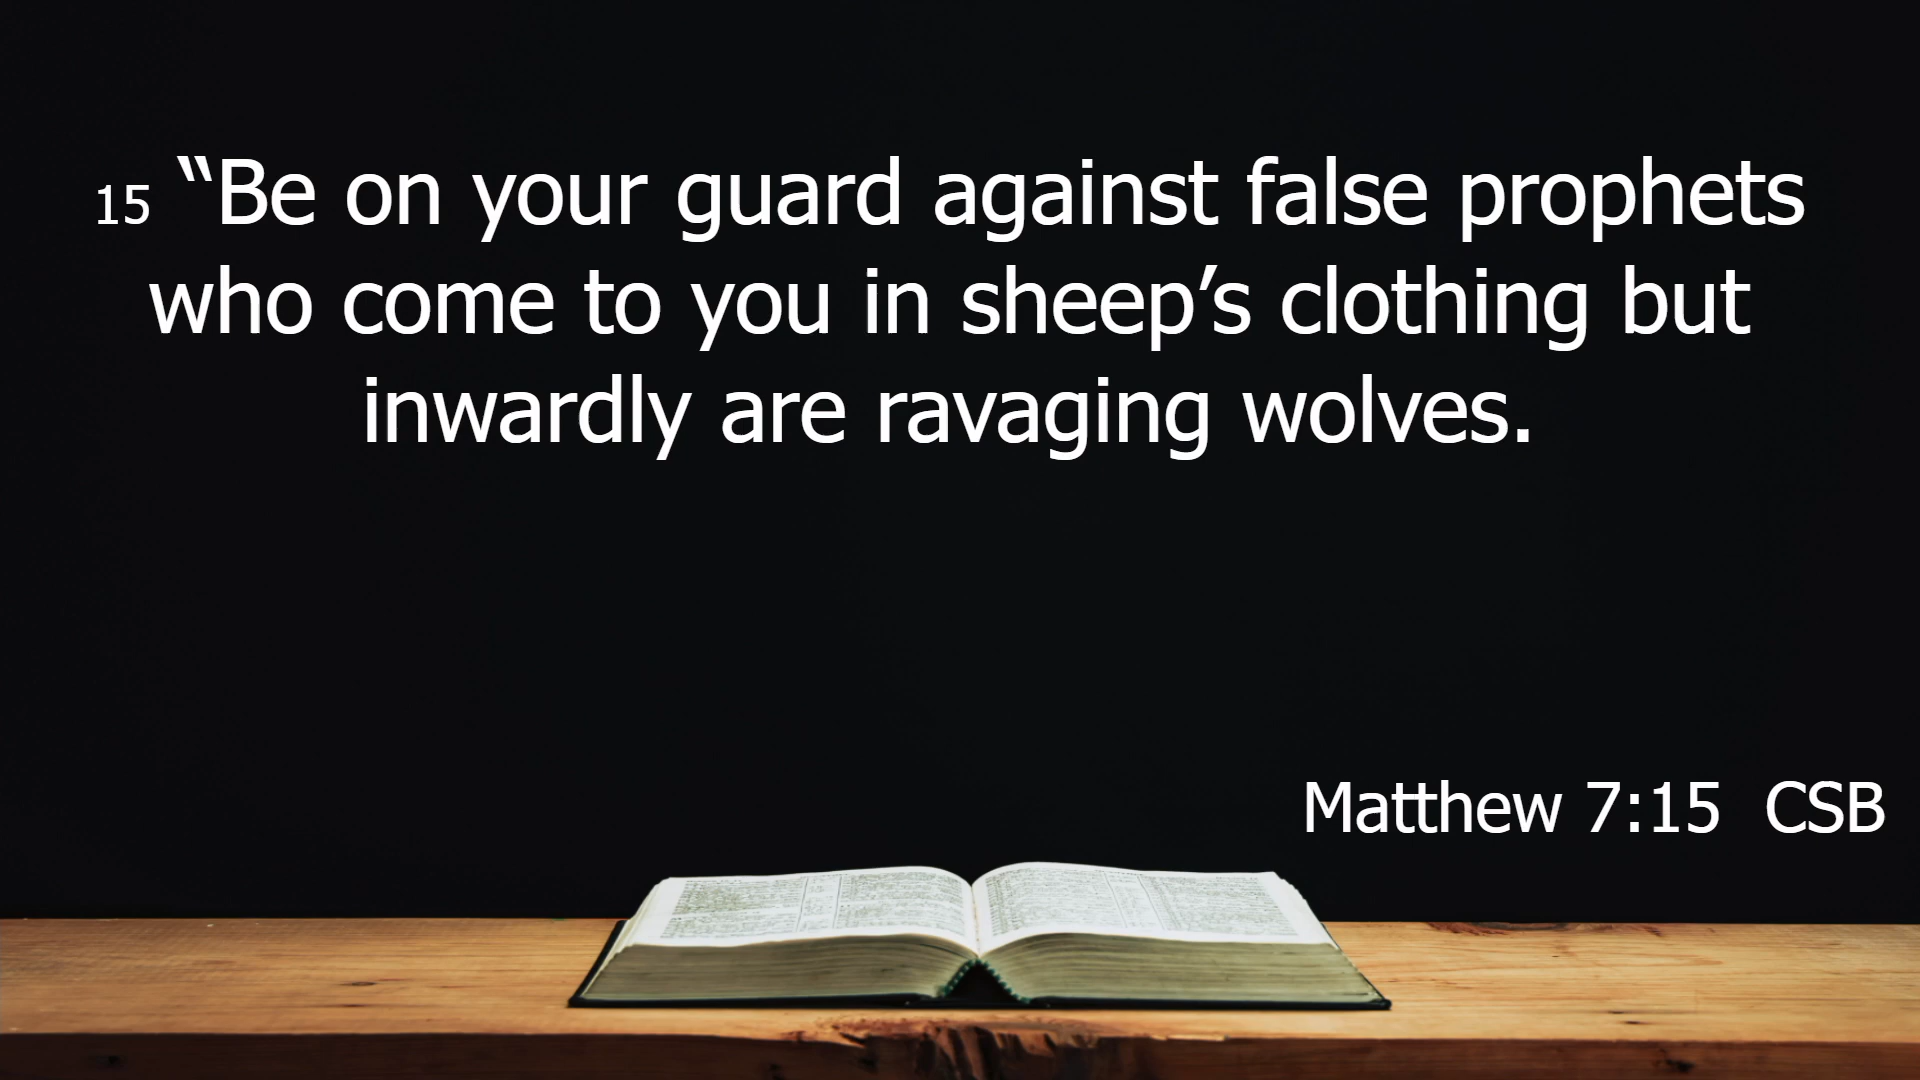 15 “Be on your guard against false prophets
who come to you in sheep’s clothing but
inwardly are ravaging wolves.
Matthew 7:15  CSB